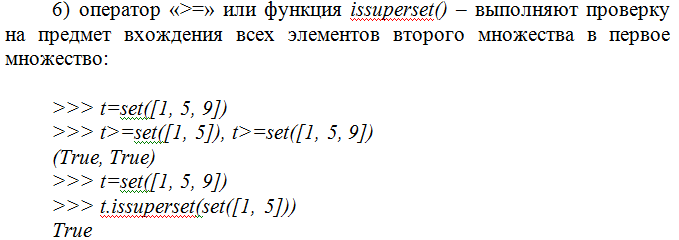 6) оператор «>=» или функция issuperset() – выполняют проверку
на предмет вхождения всех элементов второго множества в первое
множество:
>>> t=set([1, 5, 9])
>>> t>=set([1, 5]), t>=set([1, 5, 9])
(True, True)
>>> t=set([1, 5, 9])
>>> t.issuperset(set([1, 5]))
True